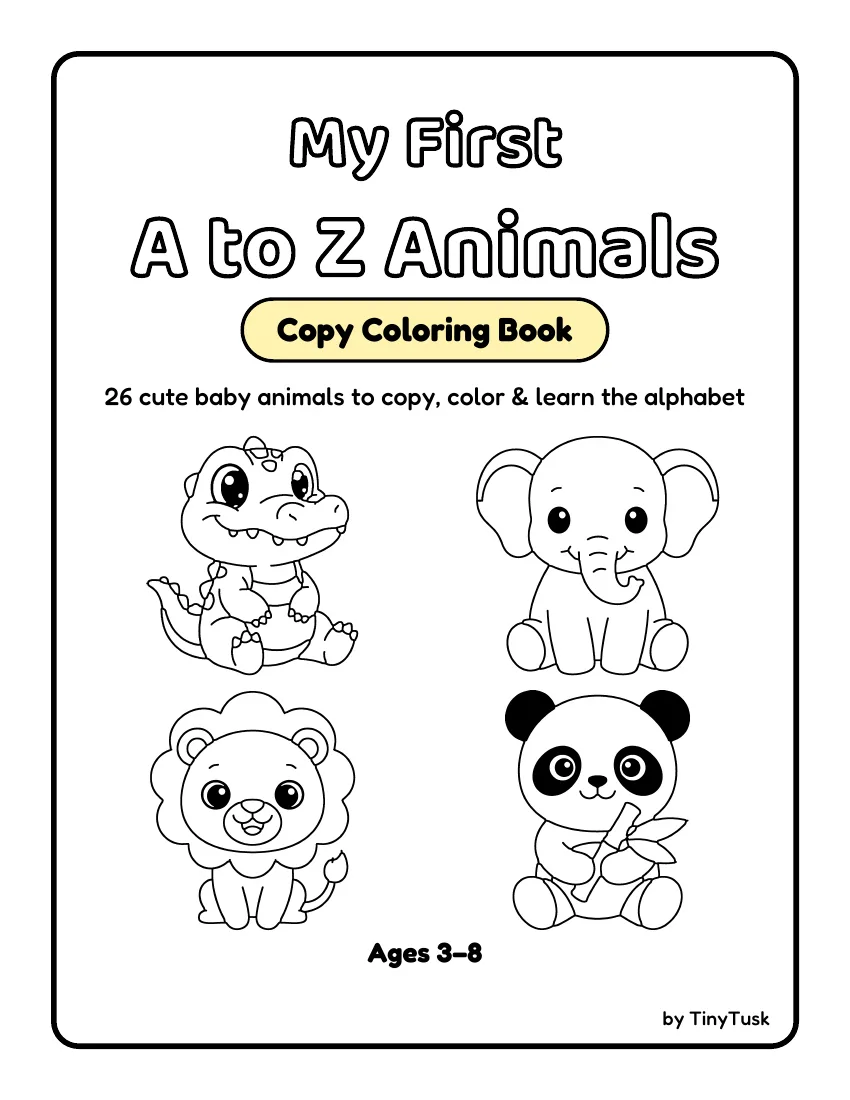 My First
A to Z Animals
Copy Coloring Book
26 cute baby animals to copy, color & learn the alphabet
Ages 3–8
by TinyTusk